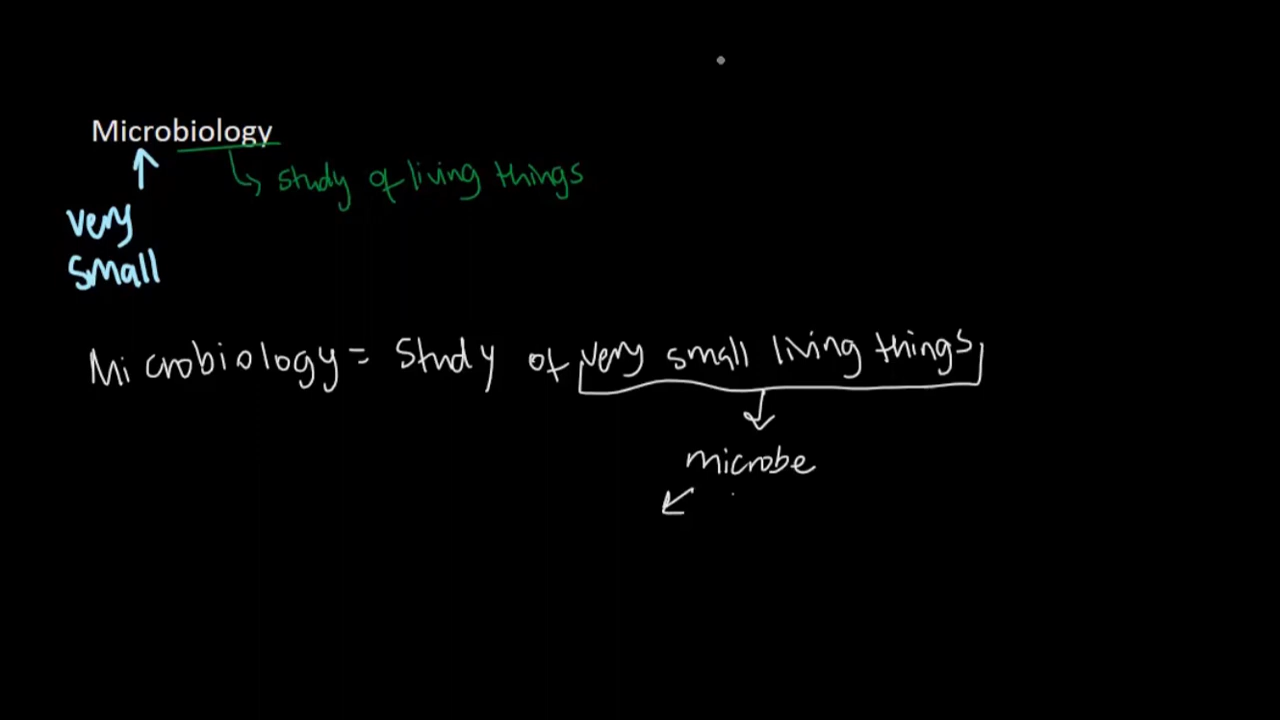 Microbiology
study of living things
very
small
Microbiology = Study of very small living things
microbe